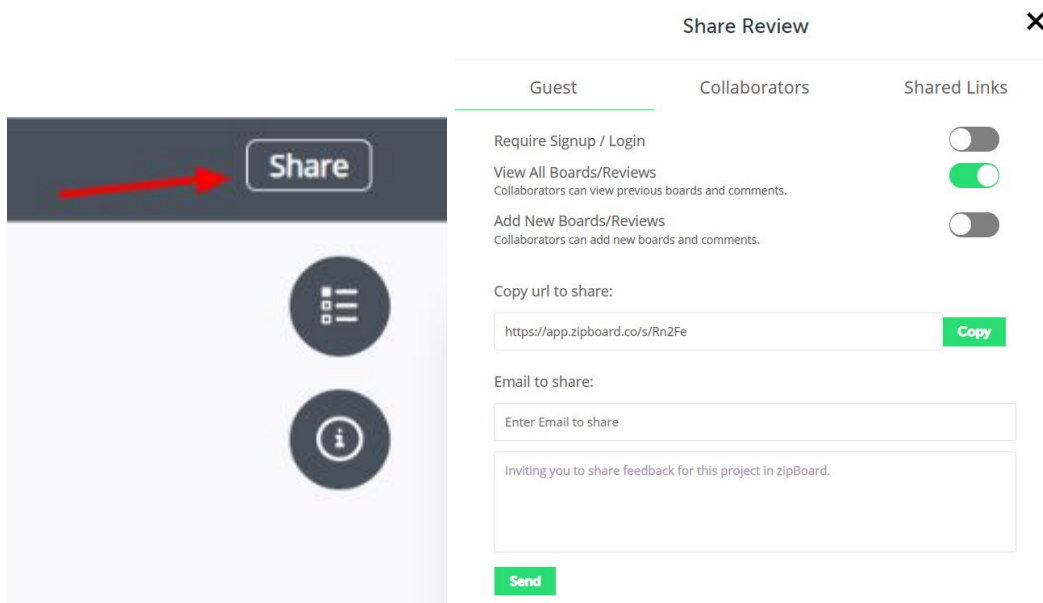 Share
Share Review
Guest Collaborators Shared Links
Require Signup / Login
View All Boards/Reviews
Collaborators can view previous boards and comments.
Add New Boards/Reviews
Collaborators can add new boards and comments.
Copy url to share:
https://app.zipboard.co/s/Rn2Fe Copy
Email to share:
Enter Email to share
Inviting you to share feedback for this project in zipBoard.
Send